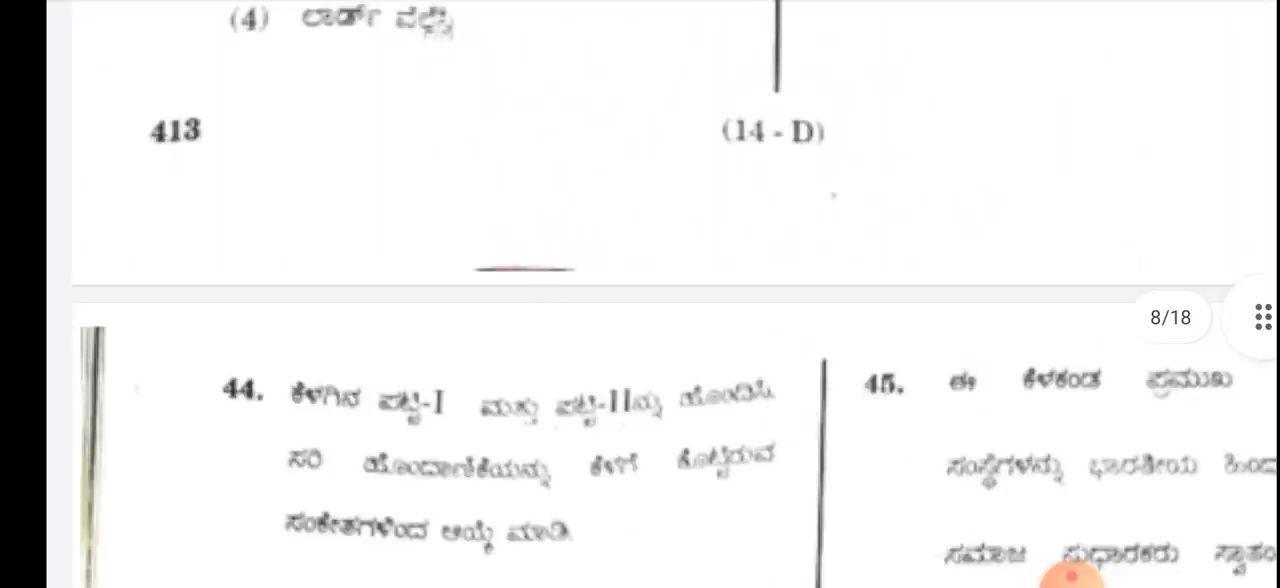 (4) ಲಾರ್ಡ್ ವೆಲ್ಲೆಸ್ಲಿ
413
(14 - D)
8/18
44. ಕೆಳಗಿನ ಪಟ್ಟಿ-I ಮತ್ತು ಪಟ್ಟಿ-IIನ್ನು ಹೊಂದಿಸಿ
ಸರಿ ಹೊಂದಾಣಿಕೆಯನ್ನು ಕೆಳಗೆ ಕೊಟ್ಟಿರುವ
ಸಂಕೇತಗಳಿಂದ ಆಯ್ಕೆ ಮಾಡಿ
45. ಈ ಕೆಳಕಂಡ ಪ್ರಮುಖ
ಸಂಸ್ಥೆಗಳನ್ನು ಭಾರತೀಯ ಹಿಂದ
ಸಮಾಜ ಸುಧಾರಕರು ಸ್ವಾತಂ